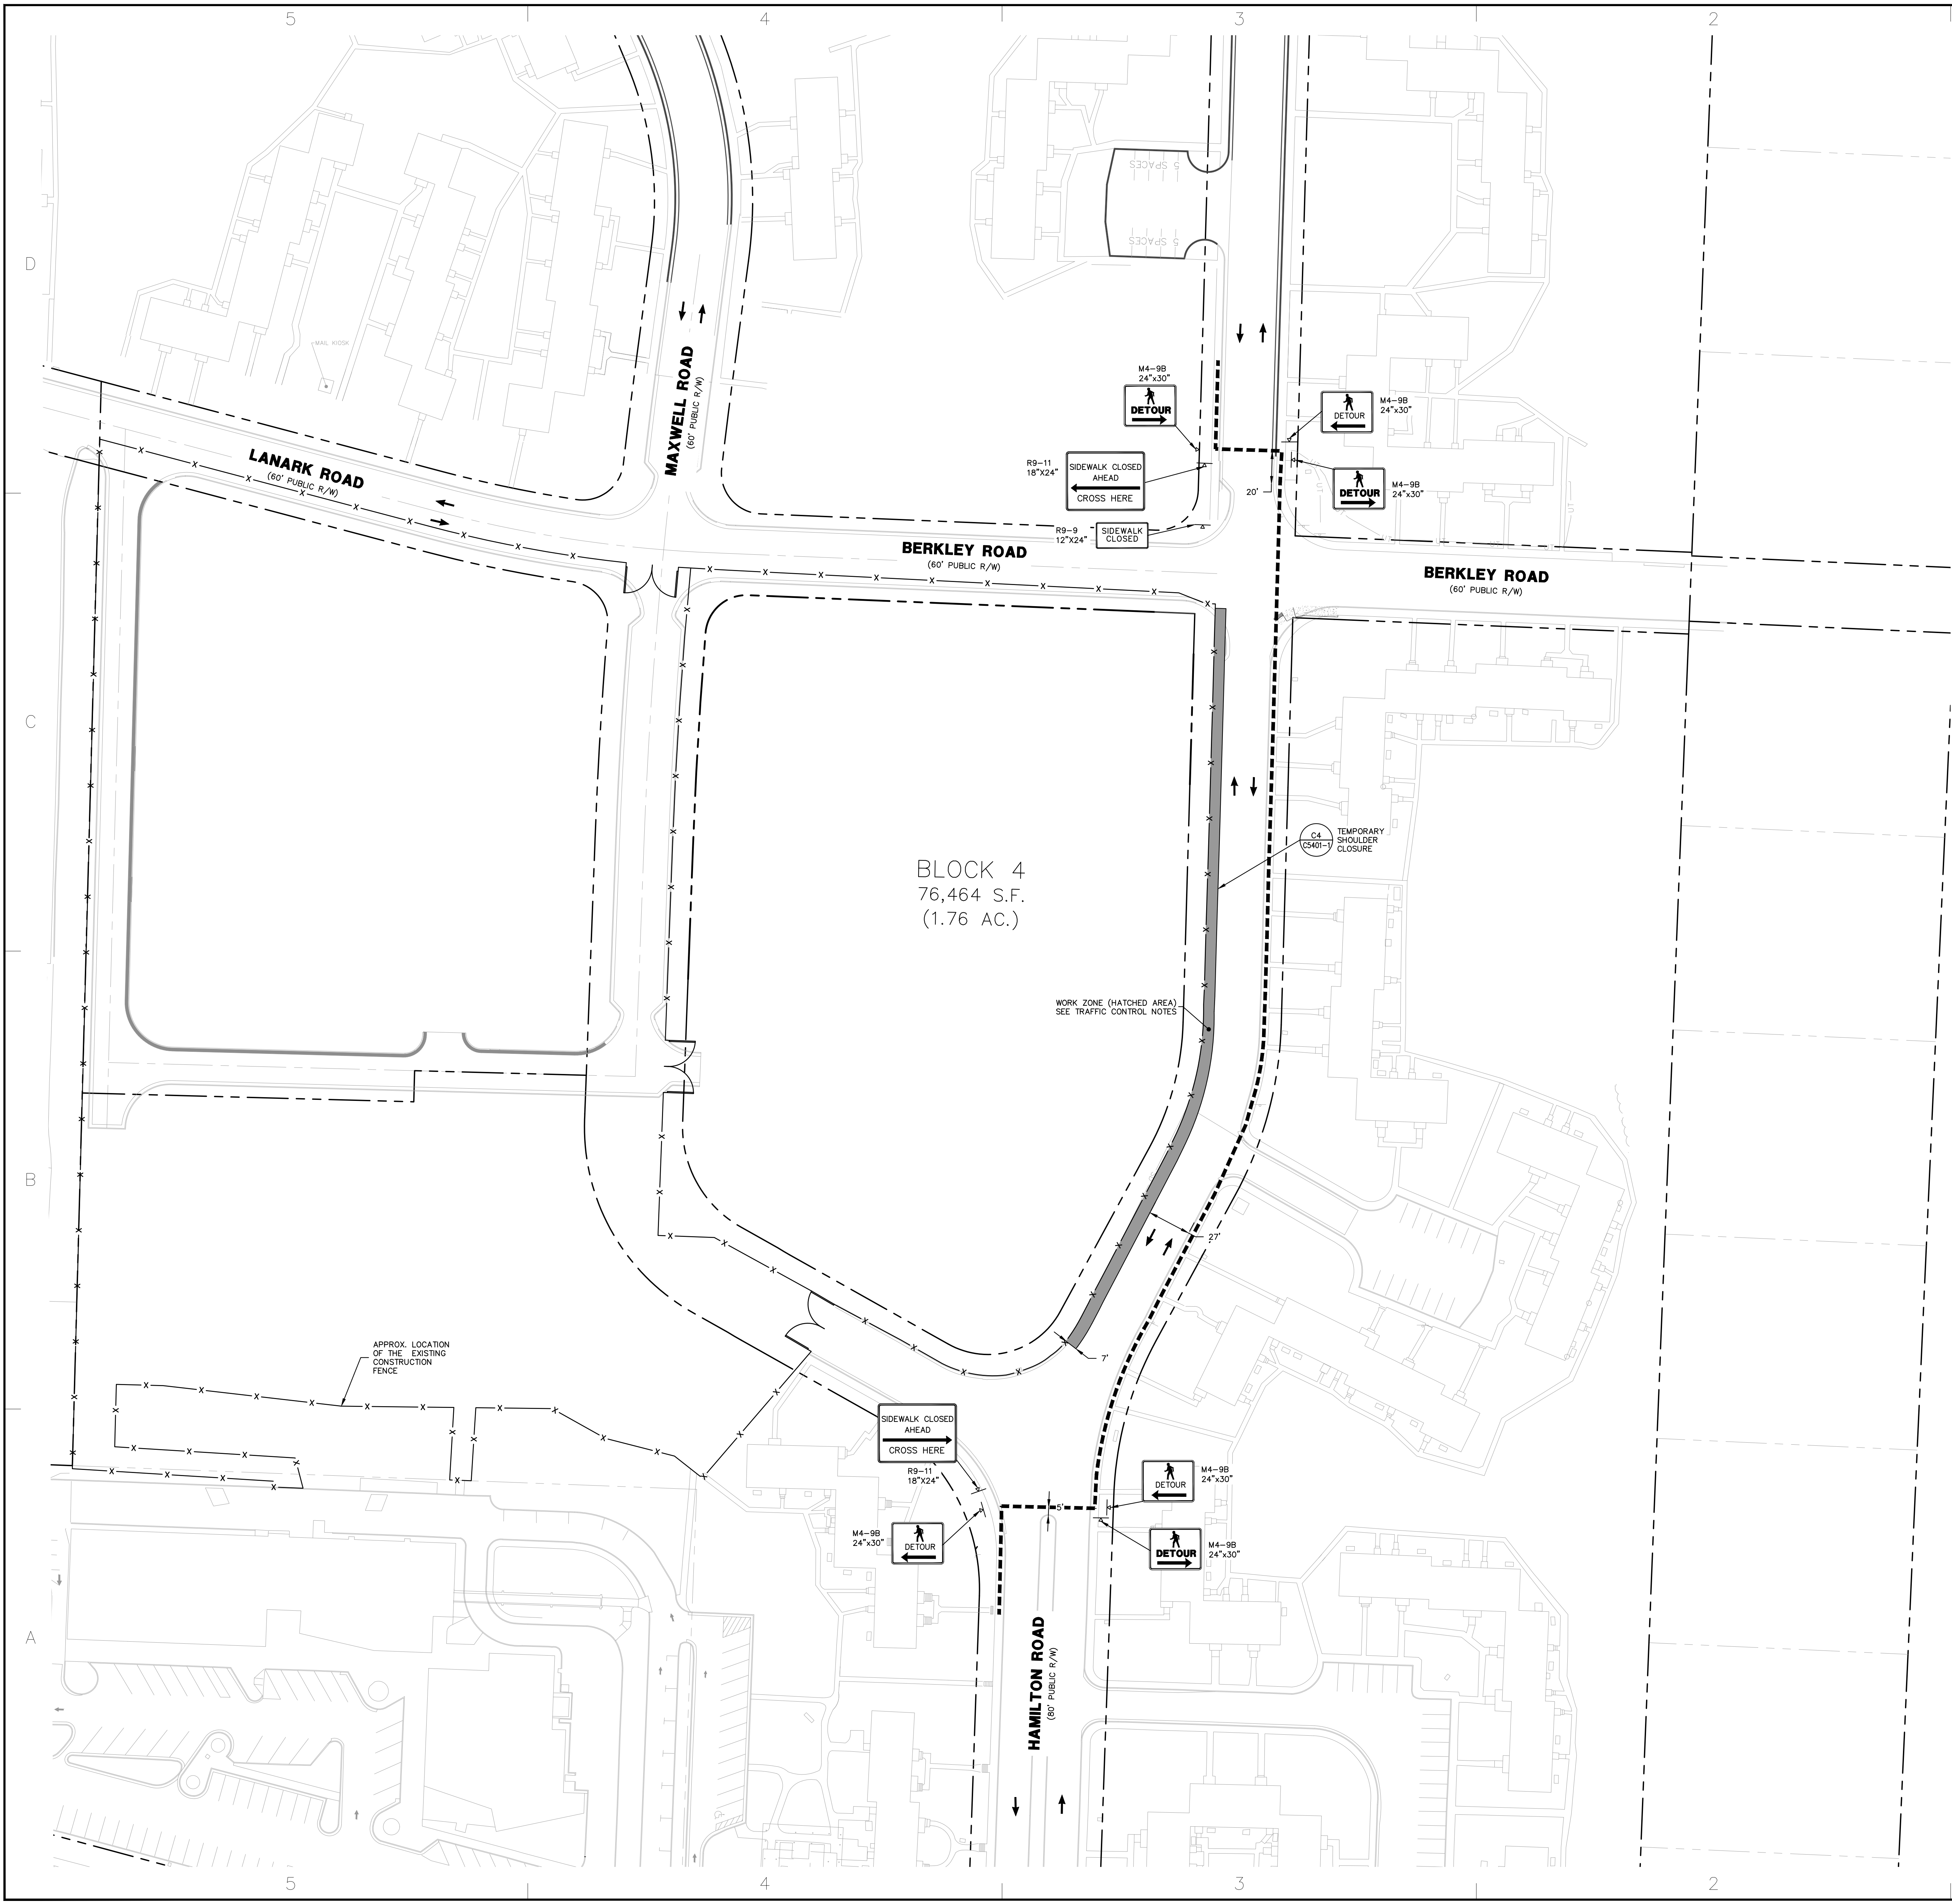 5
4
3
2
5 SPACES
5 SPACES
D
MAIL KIOSK
MAXWELL ROAD
(60' PUBLIC R/W)
M4-9B
24"x30"
DETOUR
DETOUR
M4-9B
24"x30"
LANARK ROAD
(60' PUBLIC R/W)
R9-11
18"X24"
SIDEWALK CLOSED
AHEAD
CROSS HERE
DETOUR
M4-9B
24"x30"
20'
R9-9
12"X24"
SIDEWALK
CLOSED
BERKLEY ROAD
(60' PUBLIC R/W)
BERKLEY ROAD
(60' PUBLIC R/W)
C
C4
C5401-1
TEMPORARY
SHOULDER
CLOSURE
BLOCK 4
76,464 S.F.
(1.76 AC.)
WORK ZONE (HATCHED AREA)
SEE TRAFFIC CONTROL NOTES
B
27'
APPROX. LOCATION
OF THE EXISTING
CONSTRUCTION
FENCE
7'
SIDEWALK CLOSED
AHEAD
CROSS HERE
R9-11
18"X24"
DETOUR
M4-9B
24"x30"
5'
M4-9B
24"x30"
DETOUR
DETOUR
M4-9B
24"x30"
A
HAMILTON ROAD
(80' PUBLIC R/W)
5
4
3
2